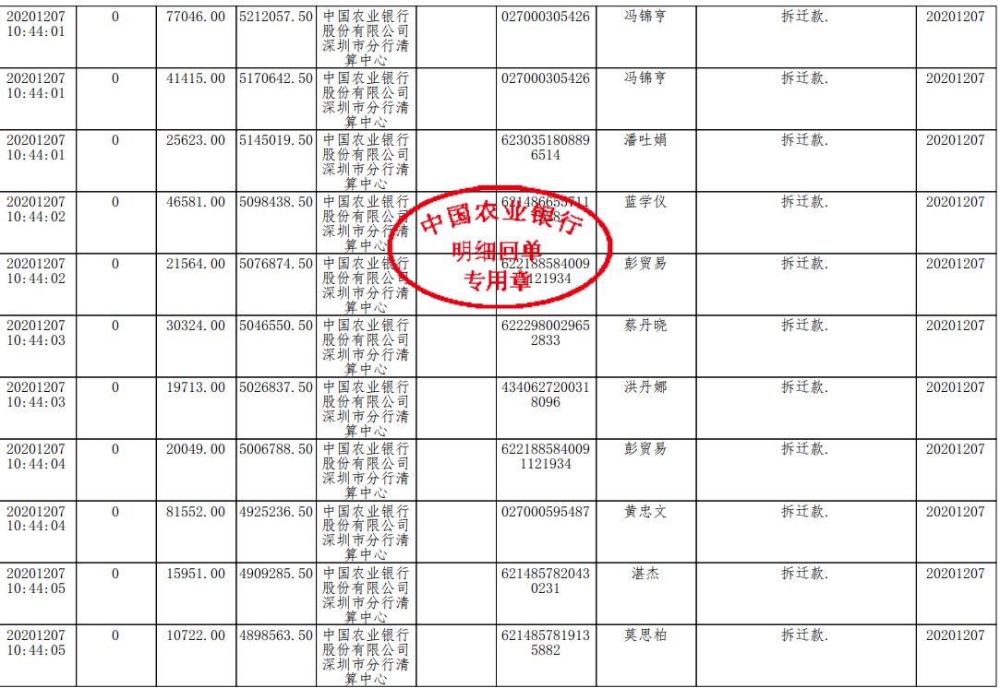 20201207 0 77046.00 5212057.50 中国农业银行 027000305426 冯锦亨 拆迁款. 20201207
10:44:01 股份有限公司
深圳市分行清
算中心
20201207 0 41415.00 5170642.50 中国农业银行 027000305426 冯锦亨 拆迁款. 20201207
10:44:01 股份有限公司
深圳市分行清
算中心
20201207 0 25623.00 5145019.50 中国农业银行 623035180889 潘吐娟 拆迁款. 20201207
10:44:01 股份有限公司 6514
深圳市分行清
算中心
20201207 0 46581.00 5098438.50 中国农业银行 蓝学仪 拆迁款. 20201207
10:44:02 股份有限公司
深圳市分行清
算中心
中国农业银行
明细回单
专用章
20201207 0 21564.00 5076874.50 中国农业银行 622188584009 彭贸易 拆迁款. 20201207
10:44:02 股份有限公司 1121934
深圳市分行清
算中心
20201207 0 30324.00 5046550.50 中国农业银行 622298002965 蔡丹晓 拆迁款. 20201207
10:44:03 股份有限公司 2833
深圳市分行清
算中心
20201207 0 19713.00 5026837.50 中国农业银行 434062720031 洪丹娜 拆迁款. 20201207
10:44:03 股份有限公司 8096
深圳市分行清
算中心
20201207 0 20049.00 5006788.50 中国农业银行 622188584009 彭贸易 拆迁款. 20201207
10:44:04 股份有限公司 1121934
深圳市分行清
算中心
20201207 0 81552.00 4925236.50 中国农业银行 027000595487 黄忠文 拆迁款. 20201207
10:44:04 股份有限公司
深圳市分行清
算中心
20201207 0 15951.00 4909285.50 中国农业银行 621485782043 湛杰 拆迁款. 20201207
10:44:05 股份有限公司 0231
深圳市分行清
算中心
20201207 0 10722.00 4898563.50 中国农业银行 621485781913 莫思柏 拆迁款. 20201207
10:44:05 股份有限公司 5882
深圳市分行清
算中心